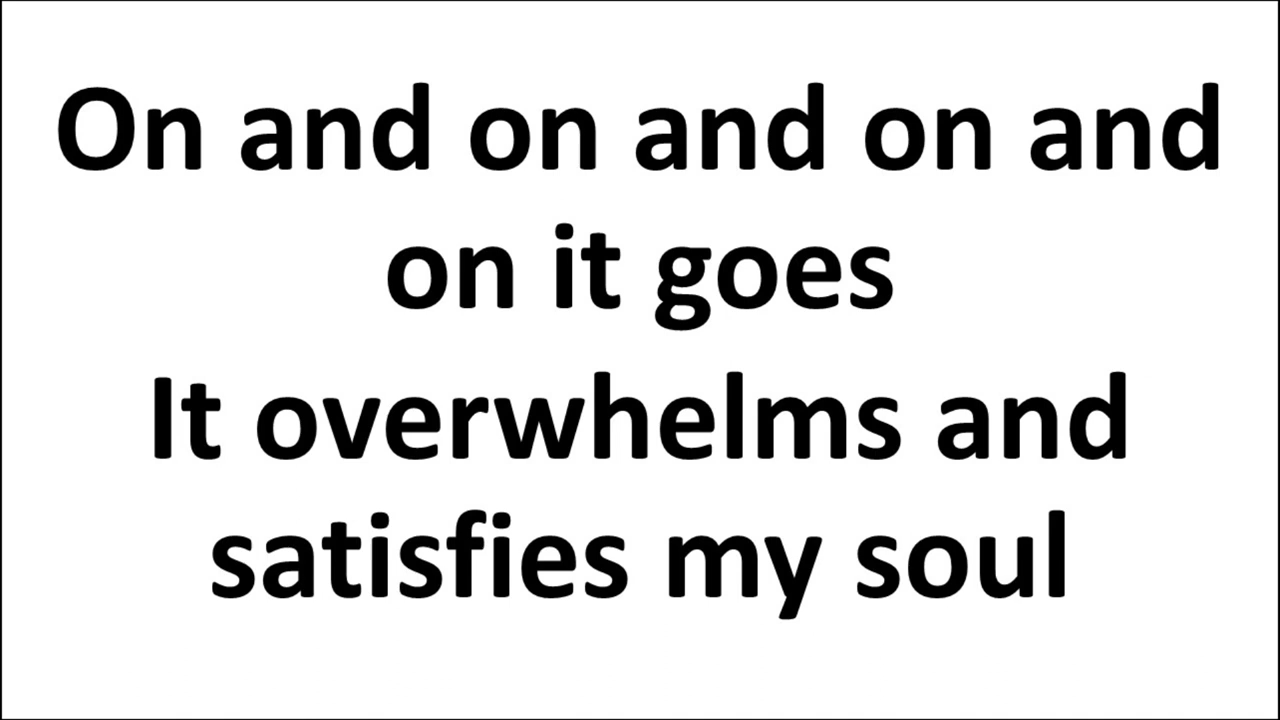 On and on and on and
on it goes
It overwhelms and
satisfies my soul